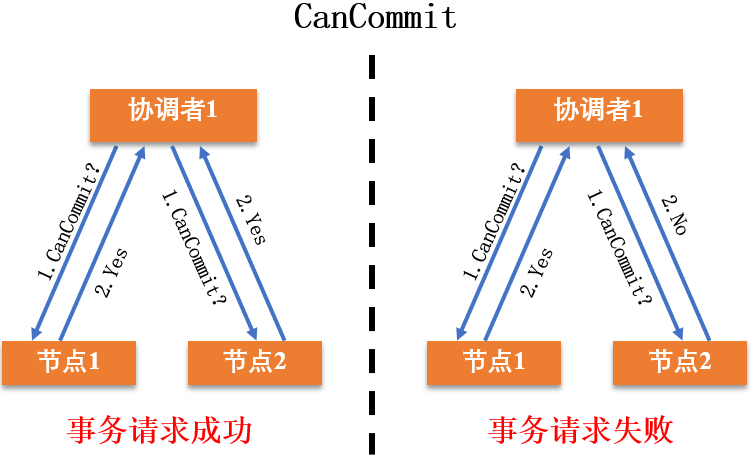 CanCommit
协调者1
1.CanCommit?
2.Yes
1.CanCommit?
2.Yes
节点1
节点2
事务请求成功
协调者1
1.CanCommit?
2.Yes
1.CanCommit?
2.No
节点1
节点2
事务请求失败